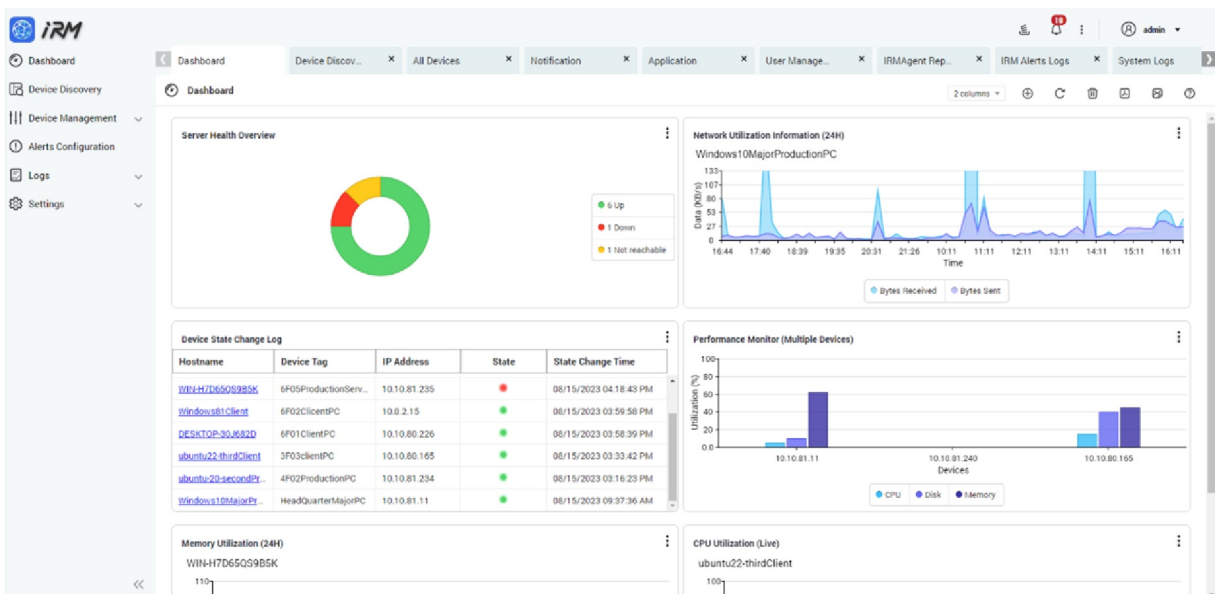 iRM
10
admin
Dashboard
Device Discovery
Device Management
Alerts Configuration
Logs
Settings
Dashboard
Device Discov...
All Devices
Notification
Application
User Manage...
IRMAgent Rep...
IRM Alerts Logs
System Logs
Dashboard
2 columns
Server Health Overview
6 Up
1 Down
1 Not reachable
Network Utilization Information (24H)
Windows10MajorProductionPC
Data (KB/s)
133
107
80
53
27
0
16:44 17:40 18:39 19:35 20:31 21:26 10:11 11:11 12:11 13:11 14:11 15:11 16:11
Time
Bytes Received Bytes Sent
Device State Change Log
Hostname Device Tag IP Address State State Change Time
WIN-H7D65QS9B5K 6F05ProductionServ... 10.10.81.235 08/15/2023 04:18:43 PM
Windows81Client 6F02ClicentPC 10.0.2.15 08/15/2023 03:59:58 PM
DESKTOP-30J682D 6F01ClientPC 10.10.80.226 08/15/2023 03:58:39 PM
ubuntu22-thirdClient 3F03clientPC 10.10.80.165 08/15/2023 03:33:42 PM
ubuntu-20-secondPr... 4F02ProductionPC 10.10.81.234 08/15/2023 03:16:23 PM
Windows10MajorPr... HeadQuarterMajorPC 10.10.81.11 08/15/2023 09:37:36 AM
Performance Monitor (Multiple Devices)
Utilization (%)
100
80
60
40
20
0.0
10.10.81.11 10.10.81.240 10.10.80.165
Devices
CPU Disk Memory
Memory Utilization (24H)
WIN-H7D65QS9B5K
110
CPU Utilization (Live)
ubuntu22-thirdClient
100